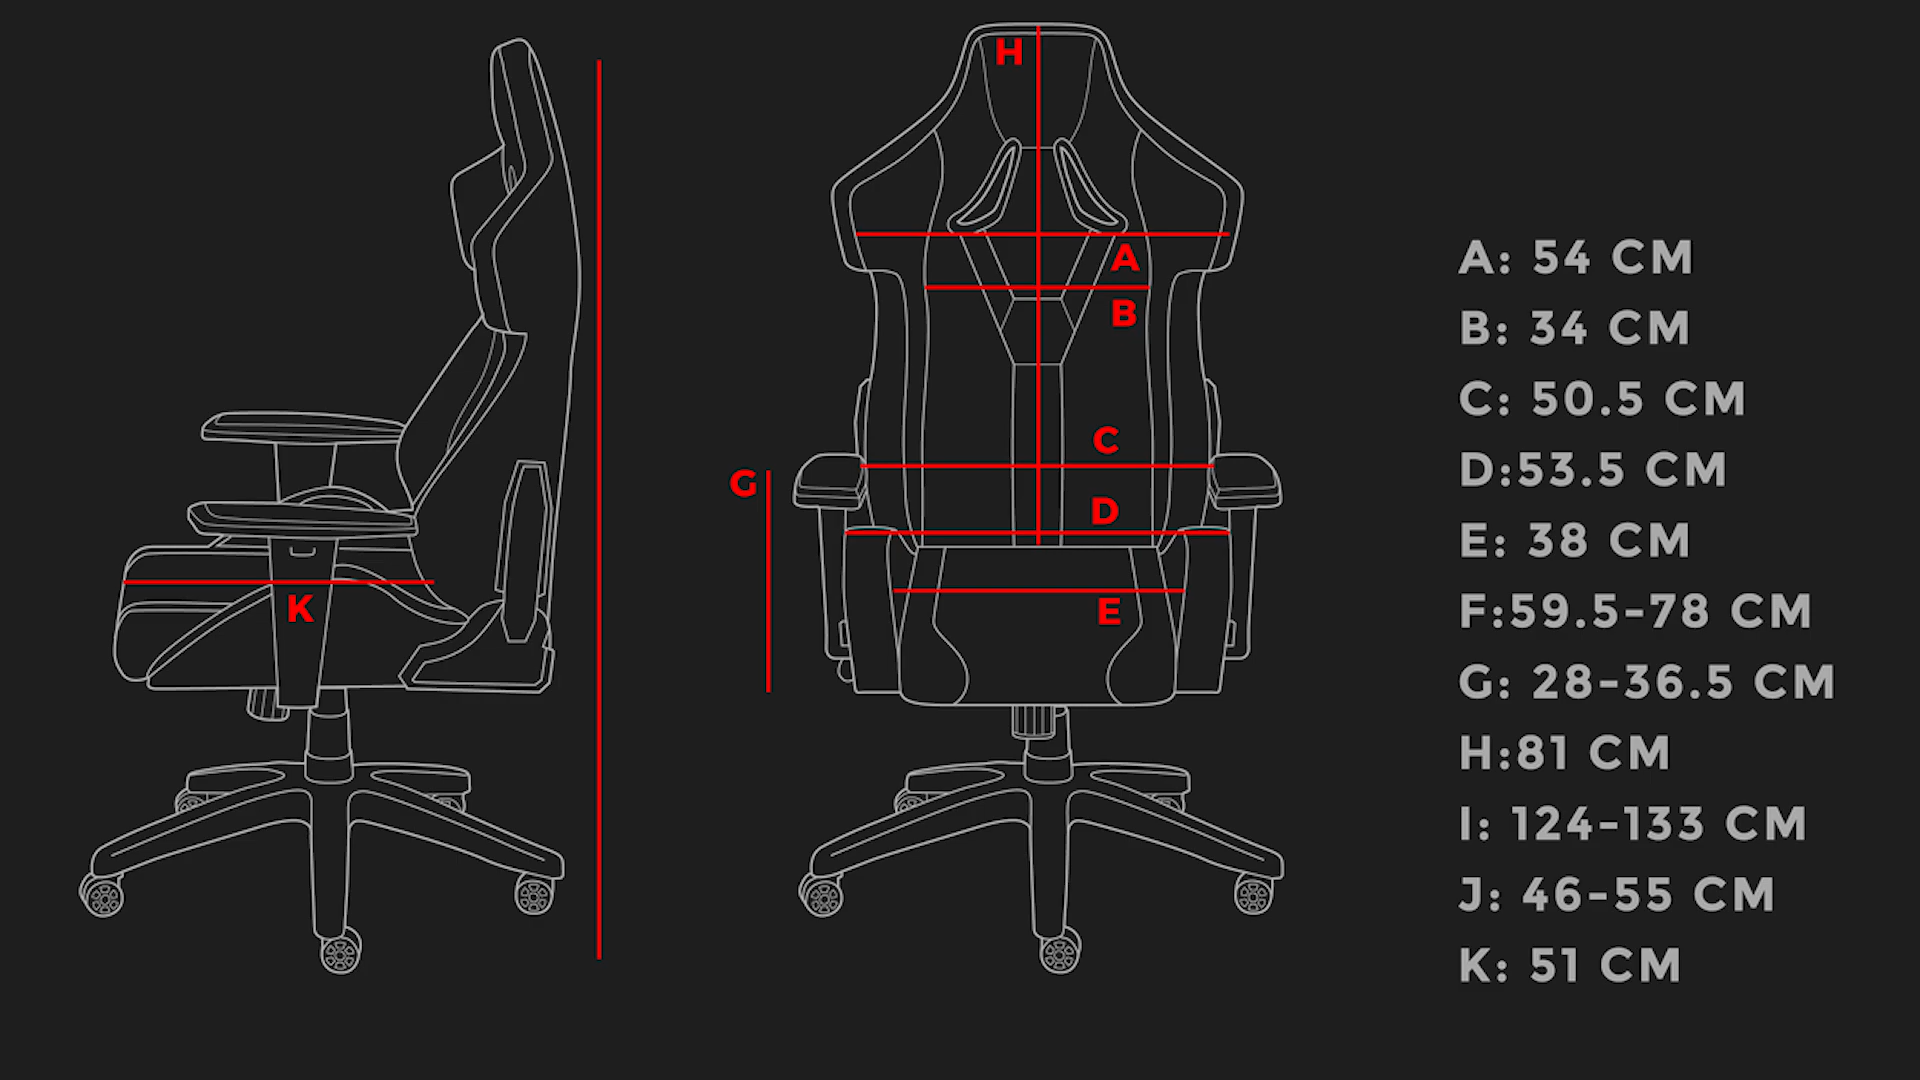 H
A
B
C
G
D
E
K
A: 54 CM
B: 34 CM
C: 50.5 CM
D:53.5 CM
E: 38 CM
F:59.5-78 CM
G: 28-36.5 CM
H:81 CM
I: 124-133 CM
J: 46-55 CM
K: 51 CM